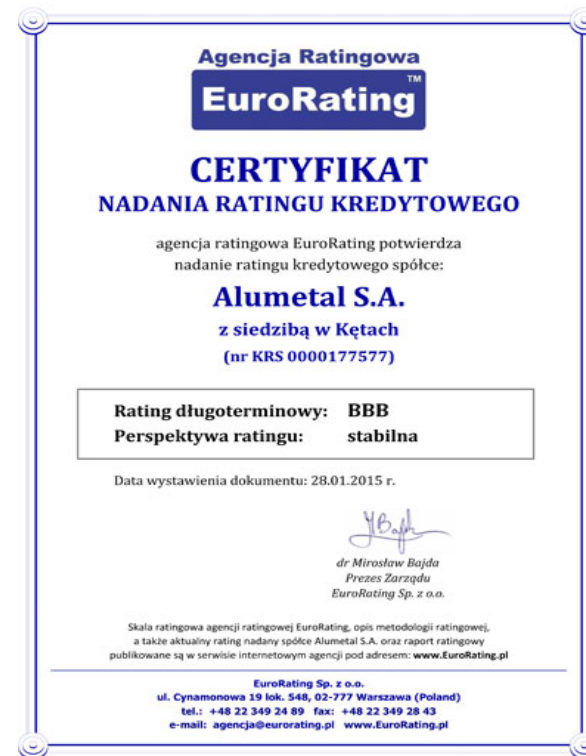 Agencja Ratingowa
EuroRating™
CERTYFIKAT
NADANIA RATINGU KREDYTOWEGO
agencja ratingowa EuroRating potwierdza
nadanie ratingu kredytowego spółce:
Alumetal S.A.
z siedzibą w Kętach
(nr KRS 0000177577)
Rating długoterminowy: BBB
Perspektywa ratingu: stabilna
Data wystawienia dokumentu: 28.01.2015 r.
dr Mirosław Bajda
Prezes Zarządu
EuroRating Sp. z o.o.
Skala ratingowa agencji ratingowej EuroRating, opis metodologii ratingowej,
a także aktualny rating nadany spółce Alumetal S.A. oraz raport ratingowy
publikowane są w serwisie internetowym agencji pod adresem: www.EuroRating.pl
EuroRating Sp. z o.o.
ul. Cynamonowa 19 lok. 548, 02-777 Warszawa (Poland)
tel.: +48 22 349 24 89 fax: +48 22 349 28 43
e-mail: agencja@eurorating.pl www.EuroRating.pl